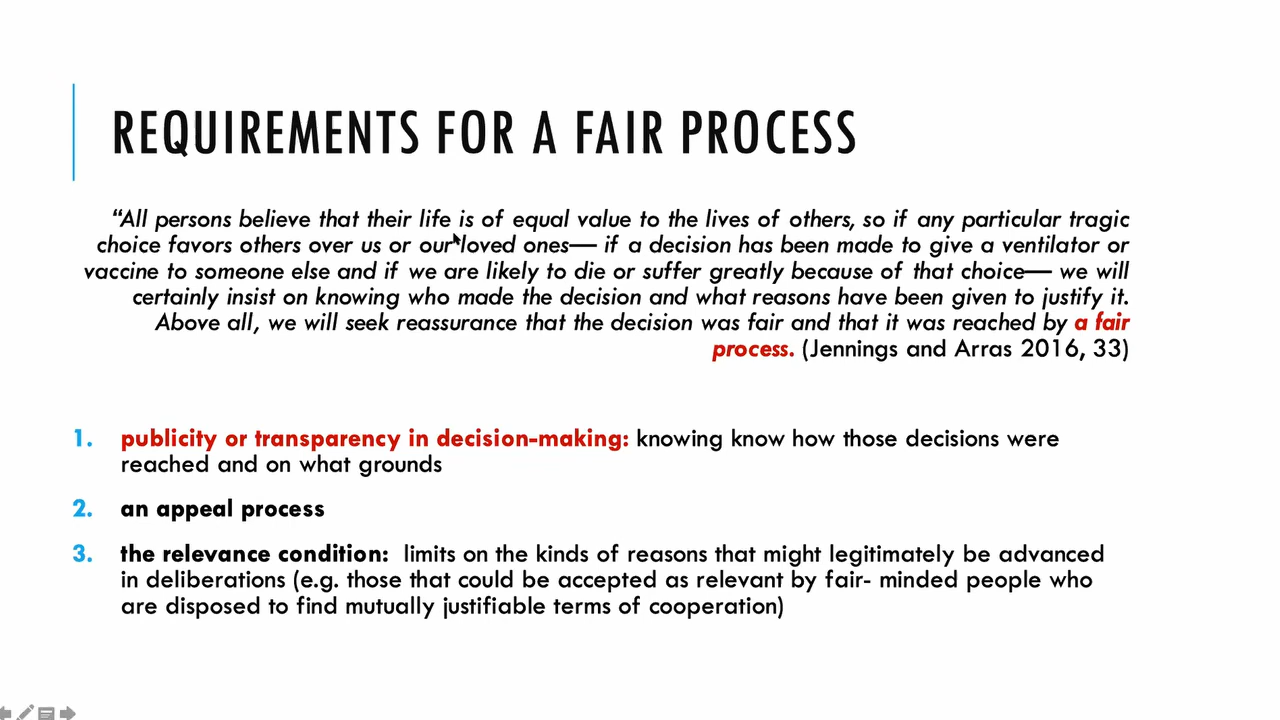 REQUIREMENTS FOR A FAIR PROCESS
“All persons believe that their life is of equal value to the lives of others, so if any particular tragic
choice favors others over us or our loved ones— if a decision has been made to give a ventilator or
vaccine to someone else and if we are likely to die or suffer greatly because of that choice— we will
certainly insist on knowing who made the decision and what reasons have been given to justify it.
Above all, we will seek reassurance that the decision was fair and that it was reached by a fair
process. (Jennings and Arras 2016, 33)
1. publicity or transparency in decision-making: knowing know how those decisions were
reached and on what grounds
2. an appeal process
3. the relevance condition: limits on the kinds of reasons that might legitimately be advanced
in deliberations (e.g. those that could be accepted as relevant by fair- minded people who
are disposed to find mutually justifiable terms of cooperation)